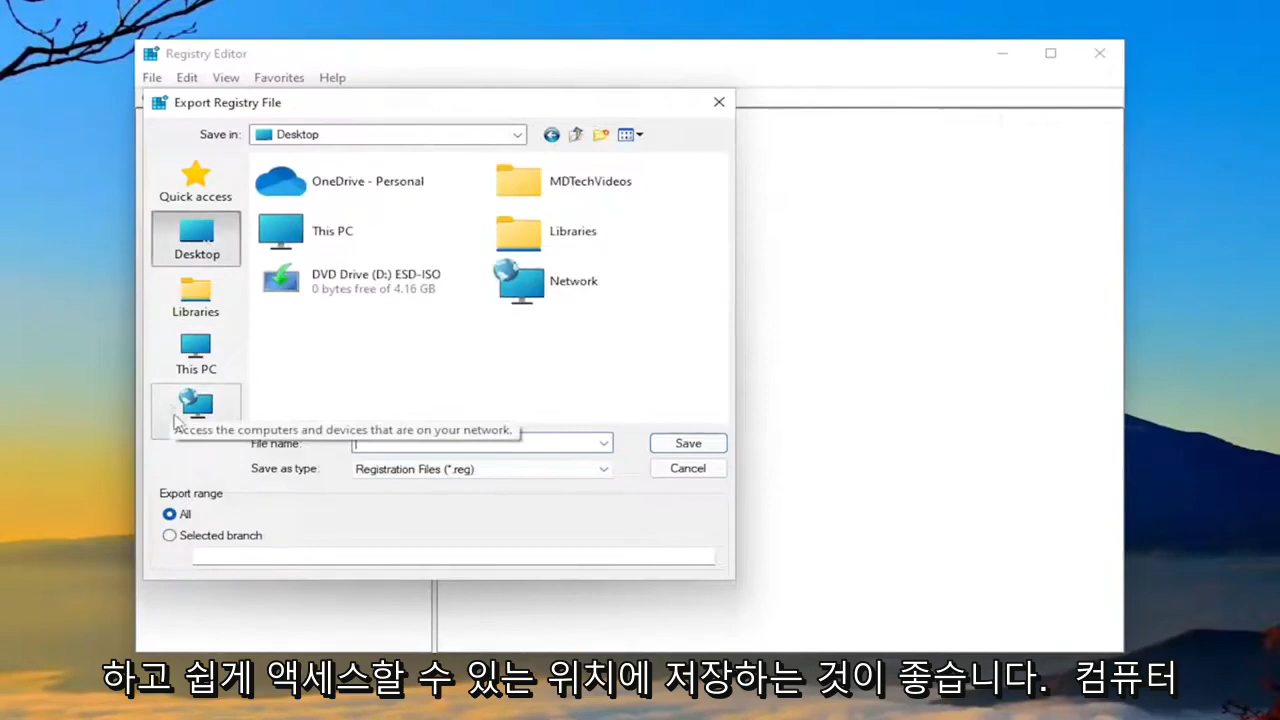 Registry Editor
File Edit View Favorites Help
Export Registry File
Save in: Desktop
Quick access
Desktop
Libraries
This PC
OneDrive - Personal
MDTechVideos
This PC
Libraries
DVD Drive (D:) ESD-ISO
0 bytes free of 4.16 GB
Network
Access the computers and devices that are on your network.
File name:
Save
Save as type: Registration Files (*.reg)
Cancel
Export range
All
Selected branch
하고 쉽게 액세스할 수 있는 위치에 저장하는 것이 좋습니다. 컴퓨터